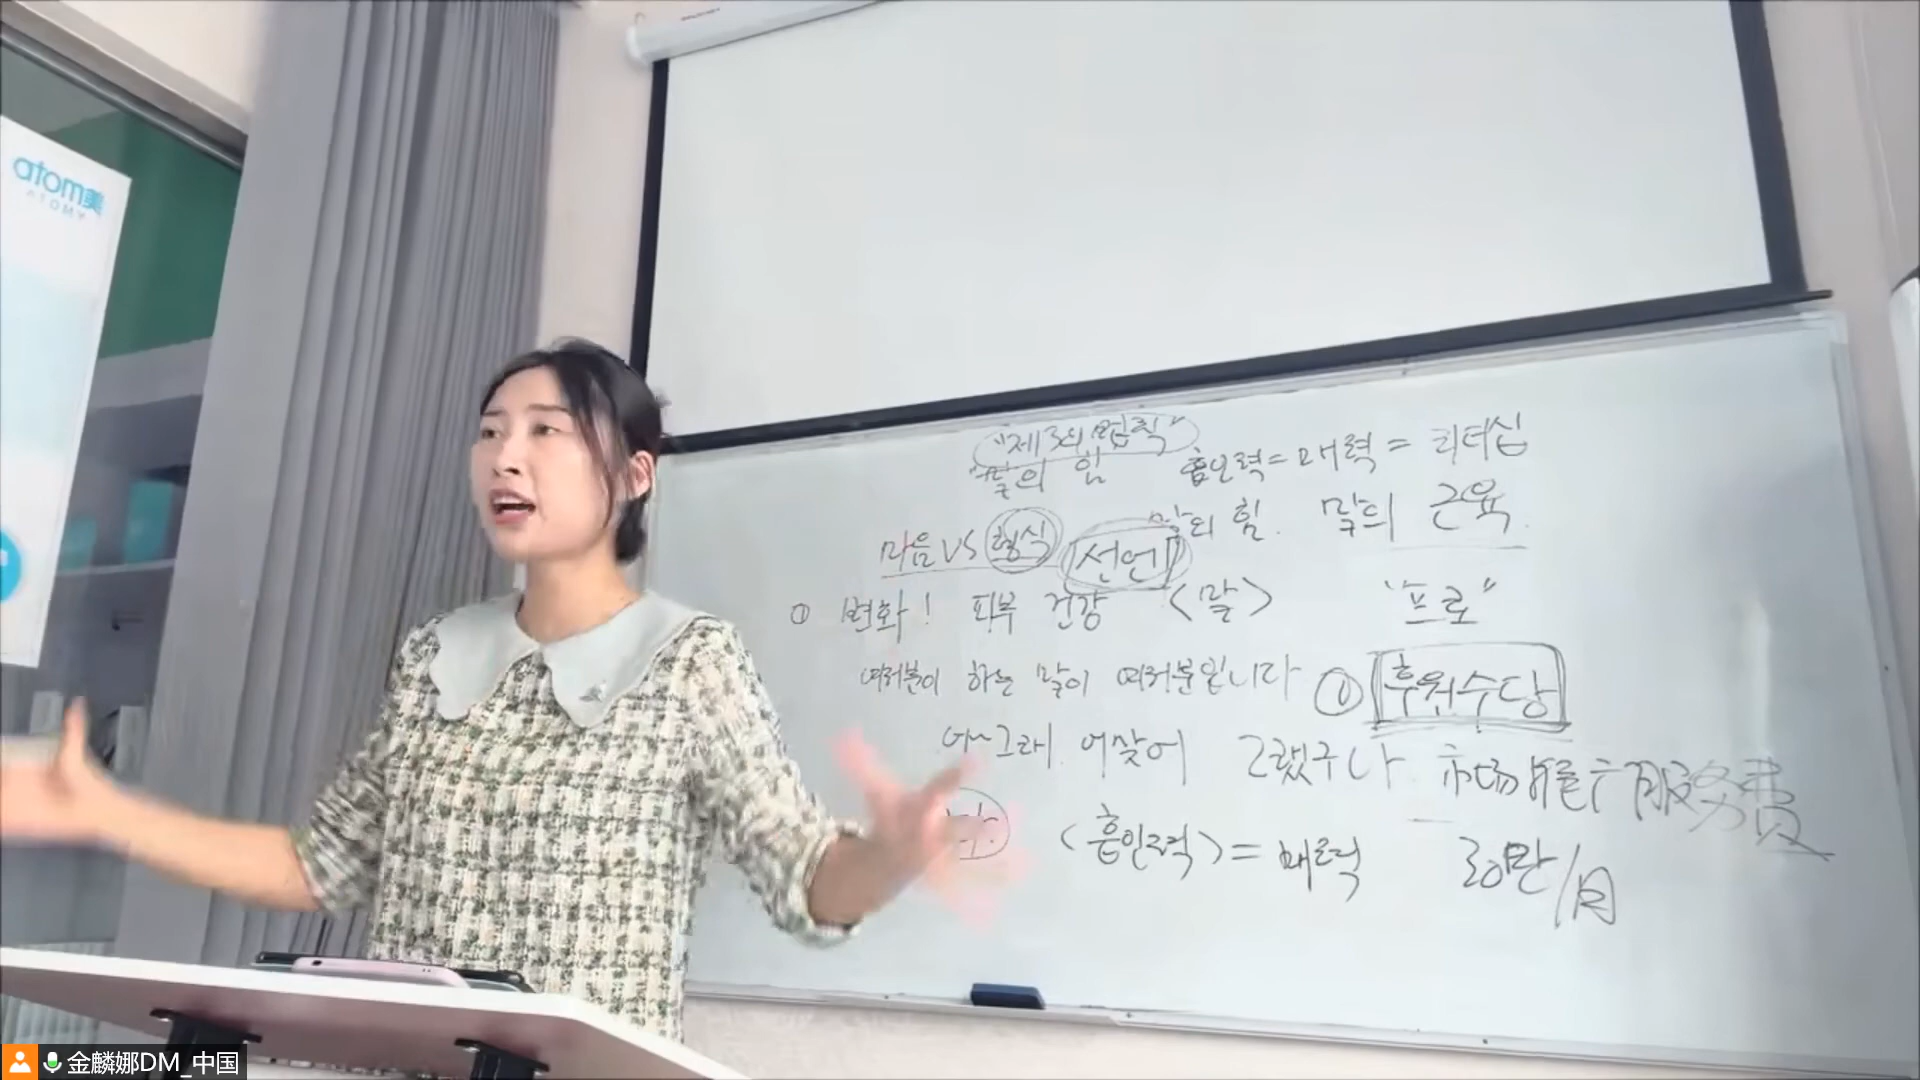 atom美
"제3의 법칙"
"말의 힘
흡인력 = 매력 = 리더십
말의 힘. 말의 근육.
마음 VS 형식 선언
① 변화! 피부 건강 <말> "프로"
여러분이 하는 말이 여러분입니다 ① 후원수당
어~그래. 어쌌어 그랬구나. 市场推广服务费
(흡인력) = 매력 30만/月
金麟娜DM_中国